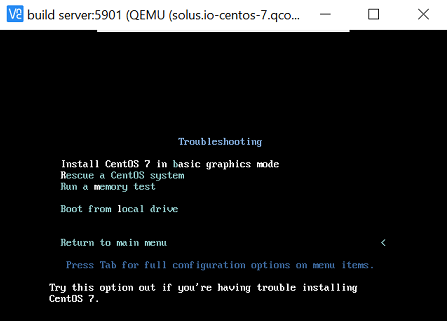 build server:5901 (QEMU (solus.io-centos-7.qco...
Troubleshooting
Install CentOS 7 in basic graphics mode
Rescue a CentOS system
Run a memory test
Boot from local drive
Return to main menu <
Press Tab for full configuration options on menu items.
Try this option out if you're having trouble installing
CentOS 7.